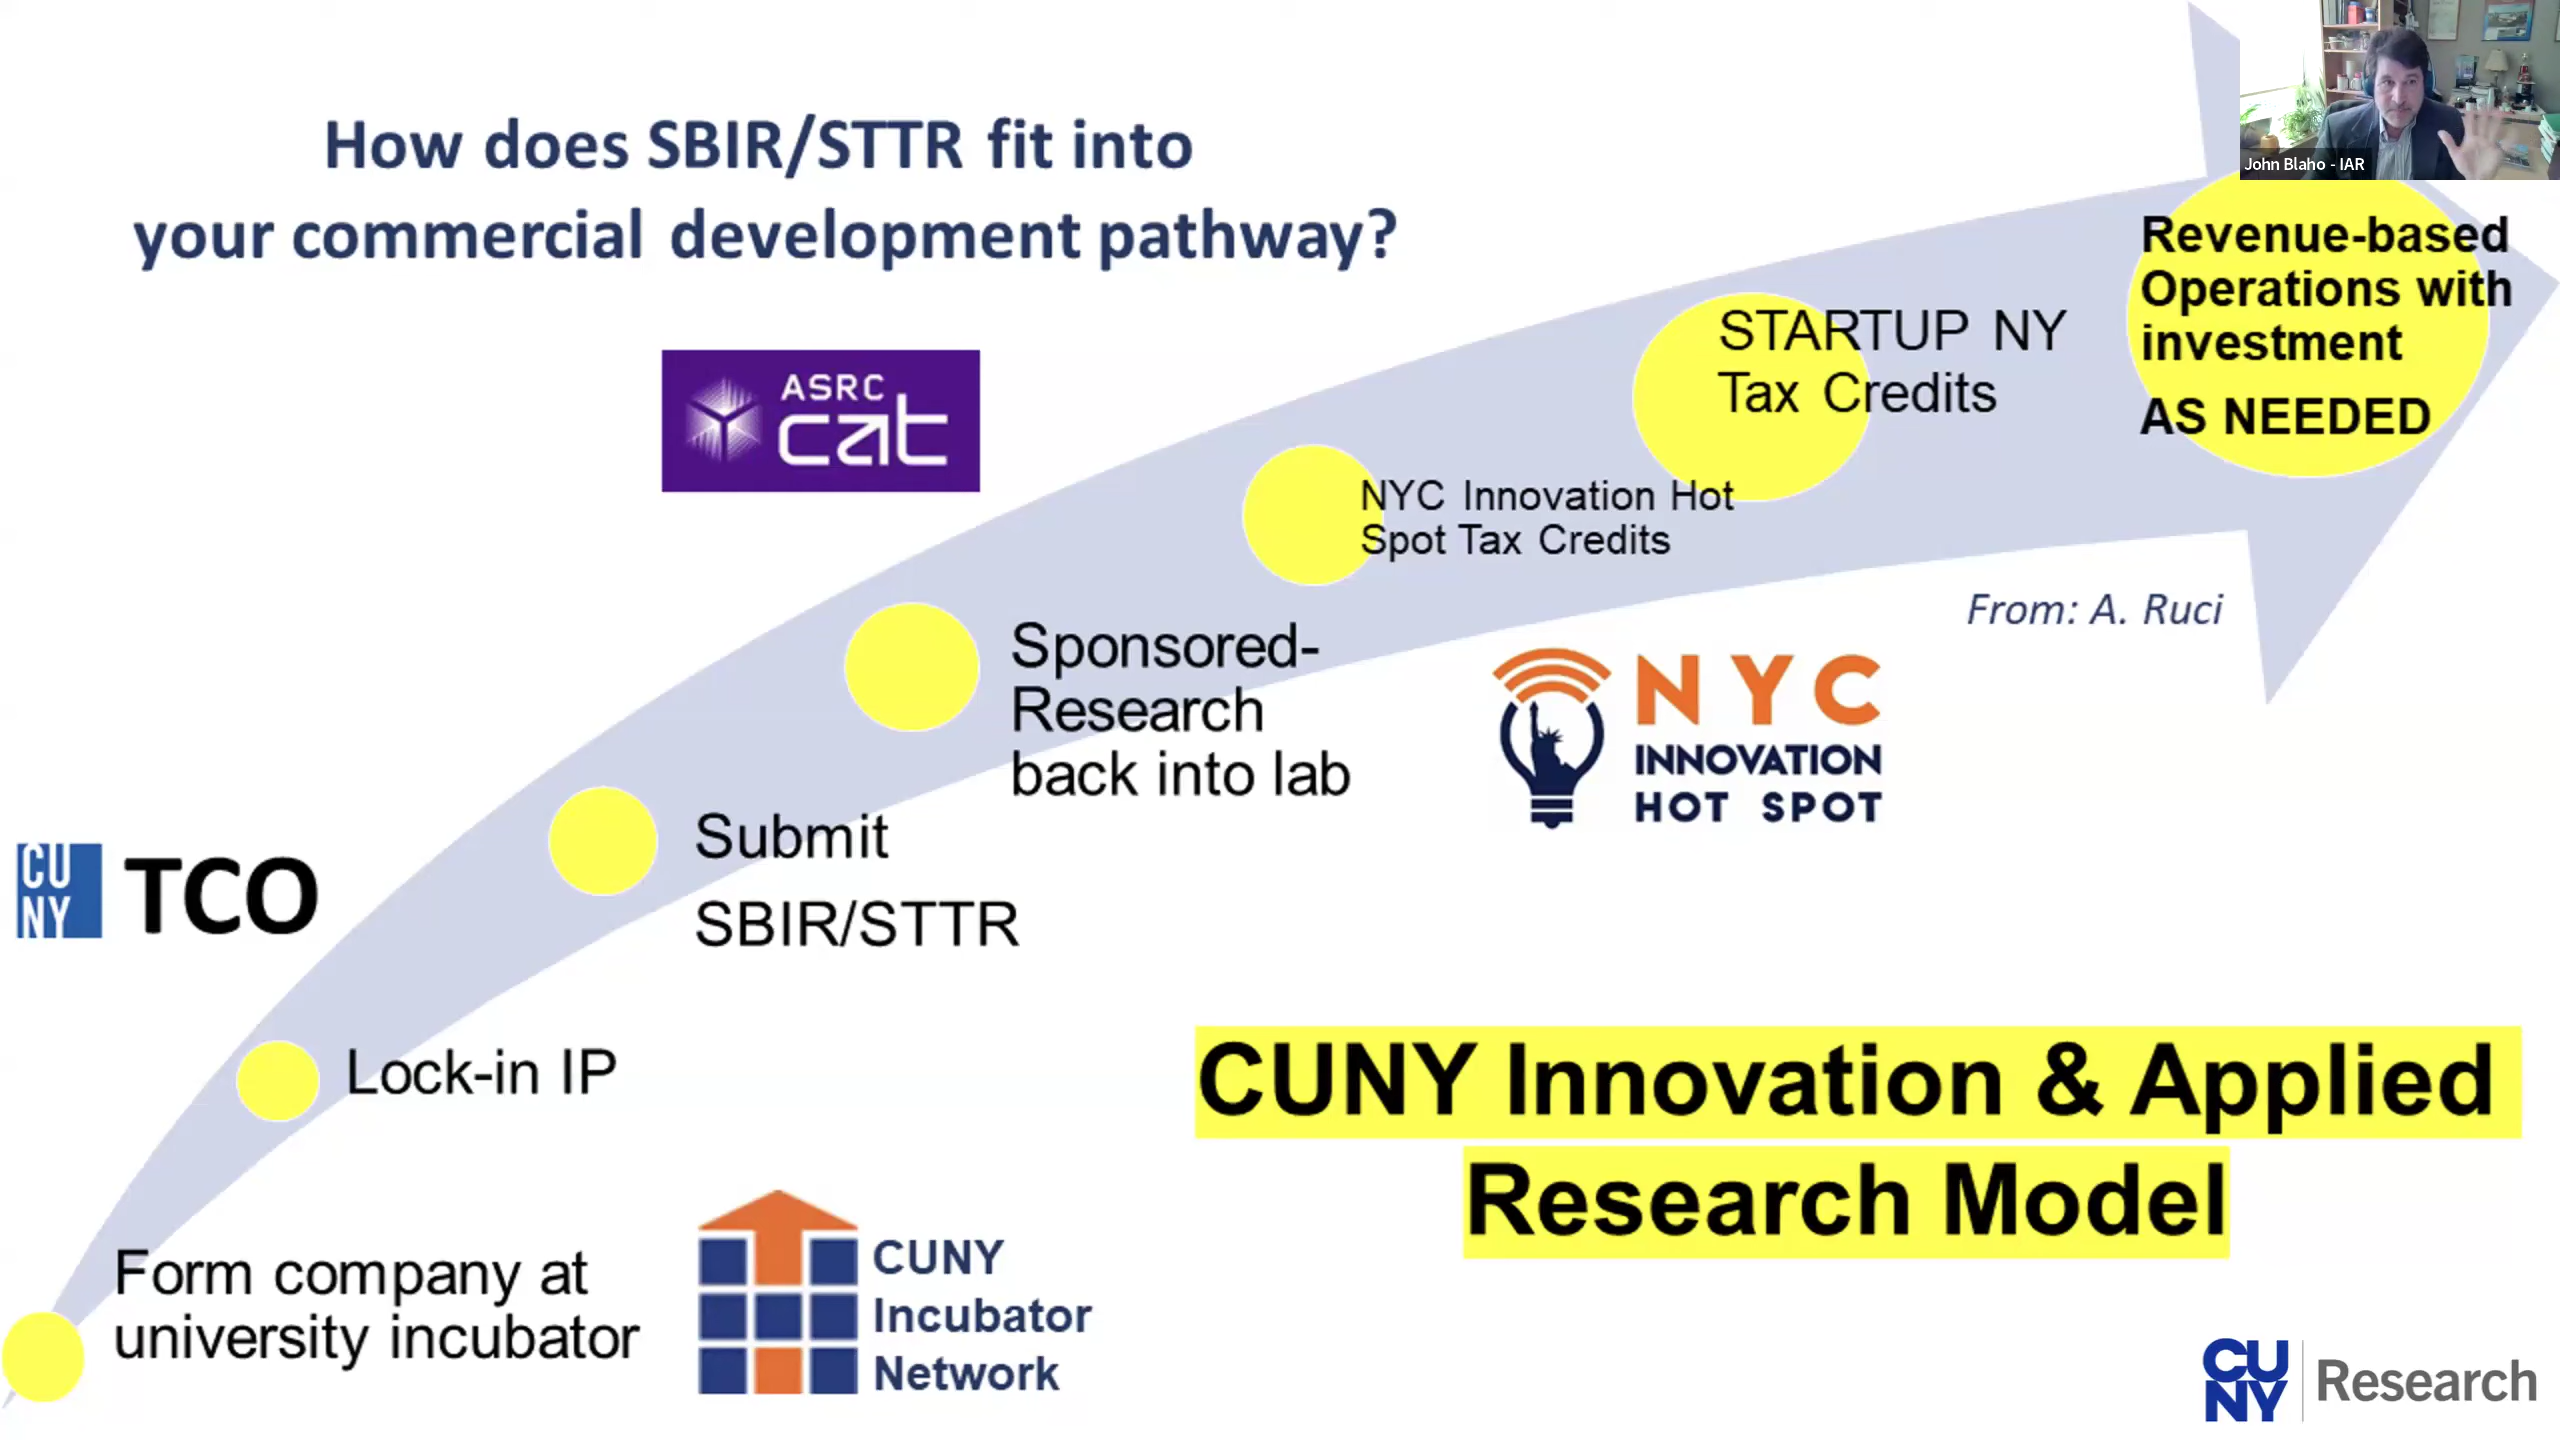 John Blaho - IAR
How does SBIR/STTR fit into
your commercial development pathway?
Revenue-based
Operations with
investment
AS NEEDED
STARTUP NY
Tax Credits
ASRC
cat
NYC Innovation Hot
Spot Tax Credits
From: A. Ruci
Sponsored-
Research
back into lab
NYC
INNOVATION
HOT SPOT
Submit
SBIR/STTR
CU
NY
TCO
Lock-in IP
CUNY Innovation & Applied
Research Model
Form company at
university incubator
CUNY
Incubator
Network
CU
NY
Research